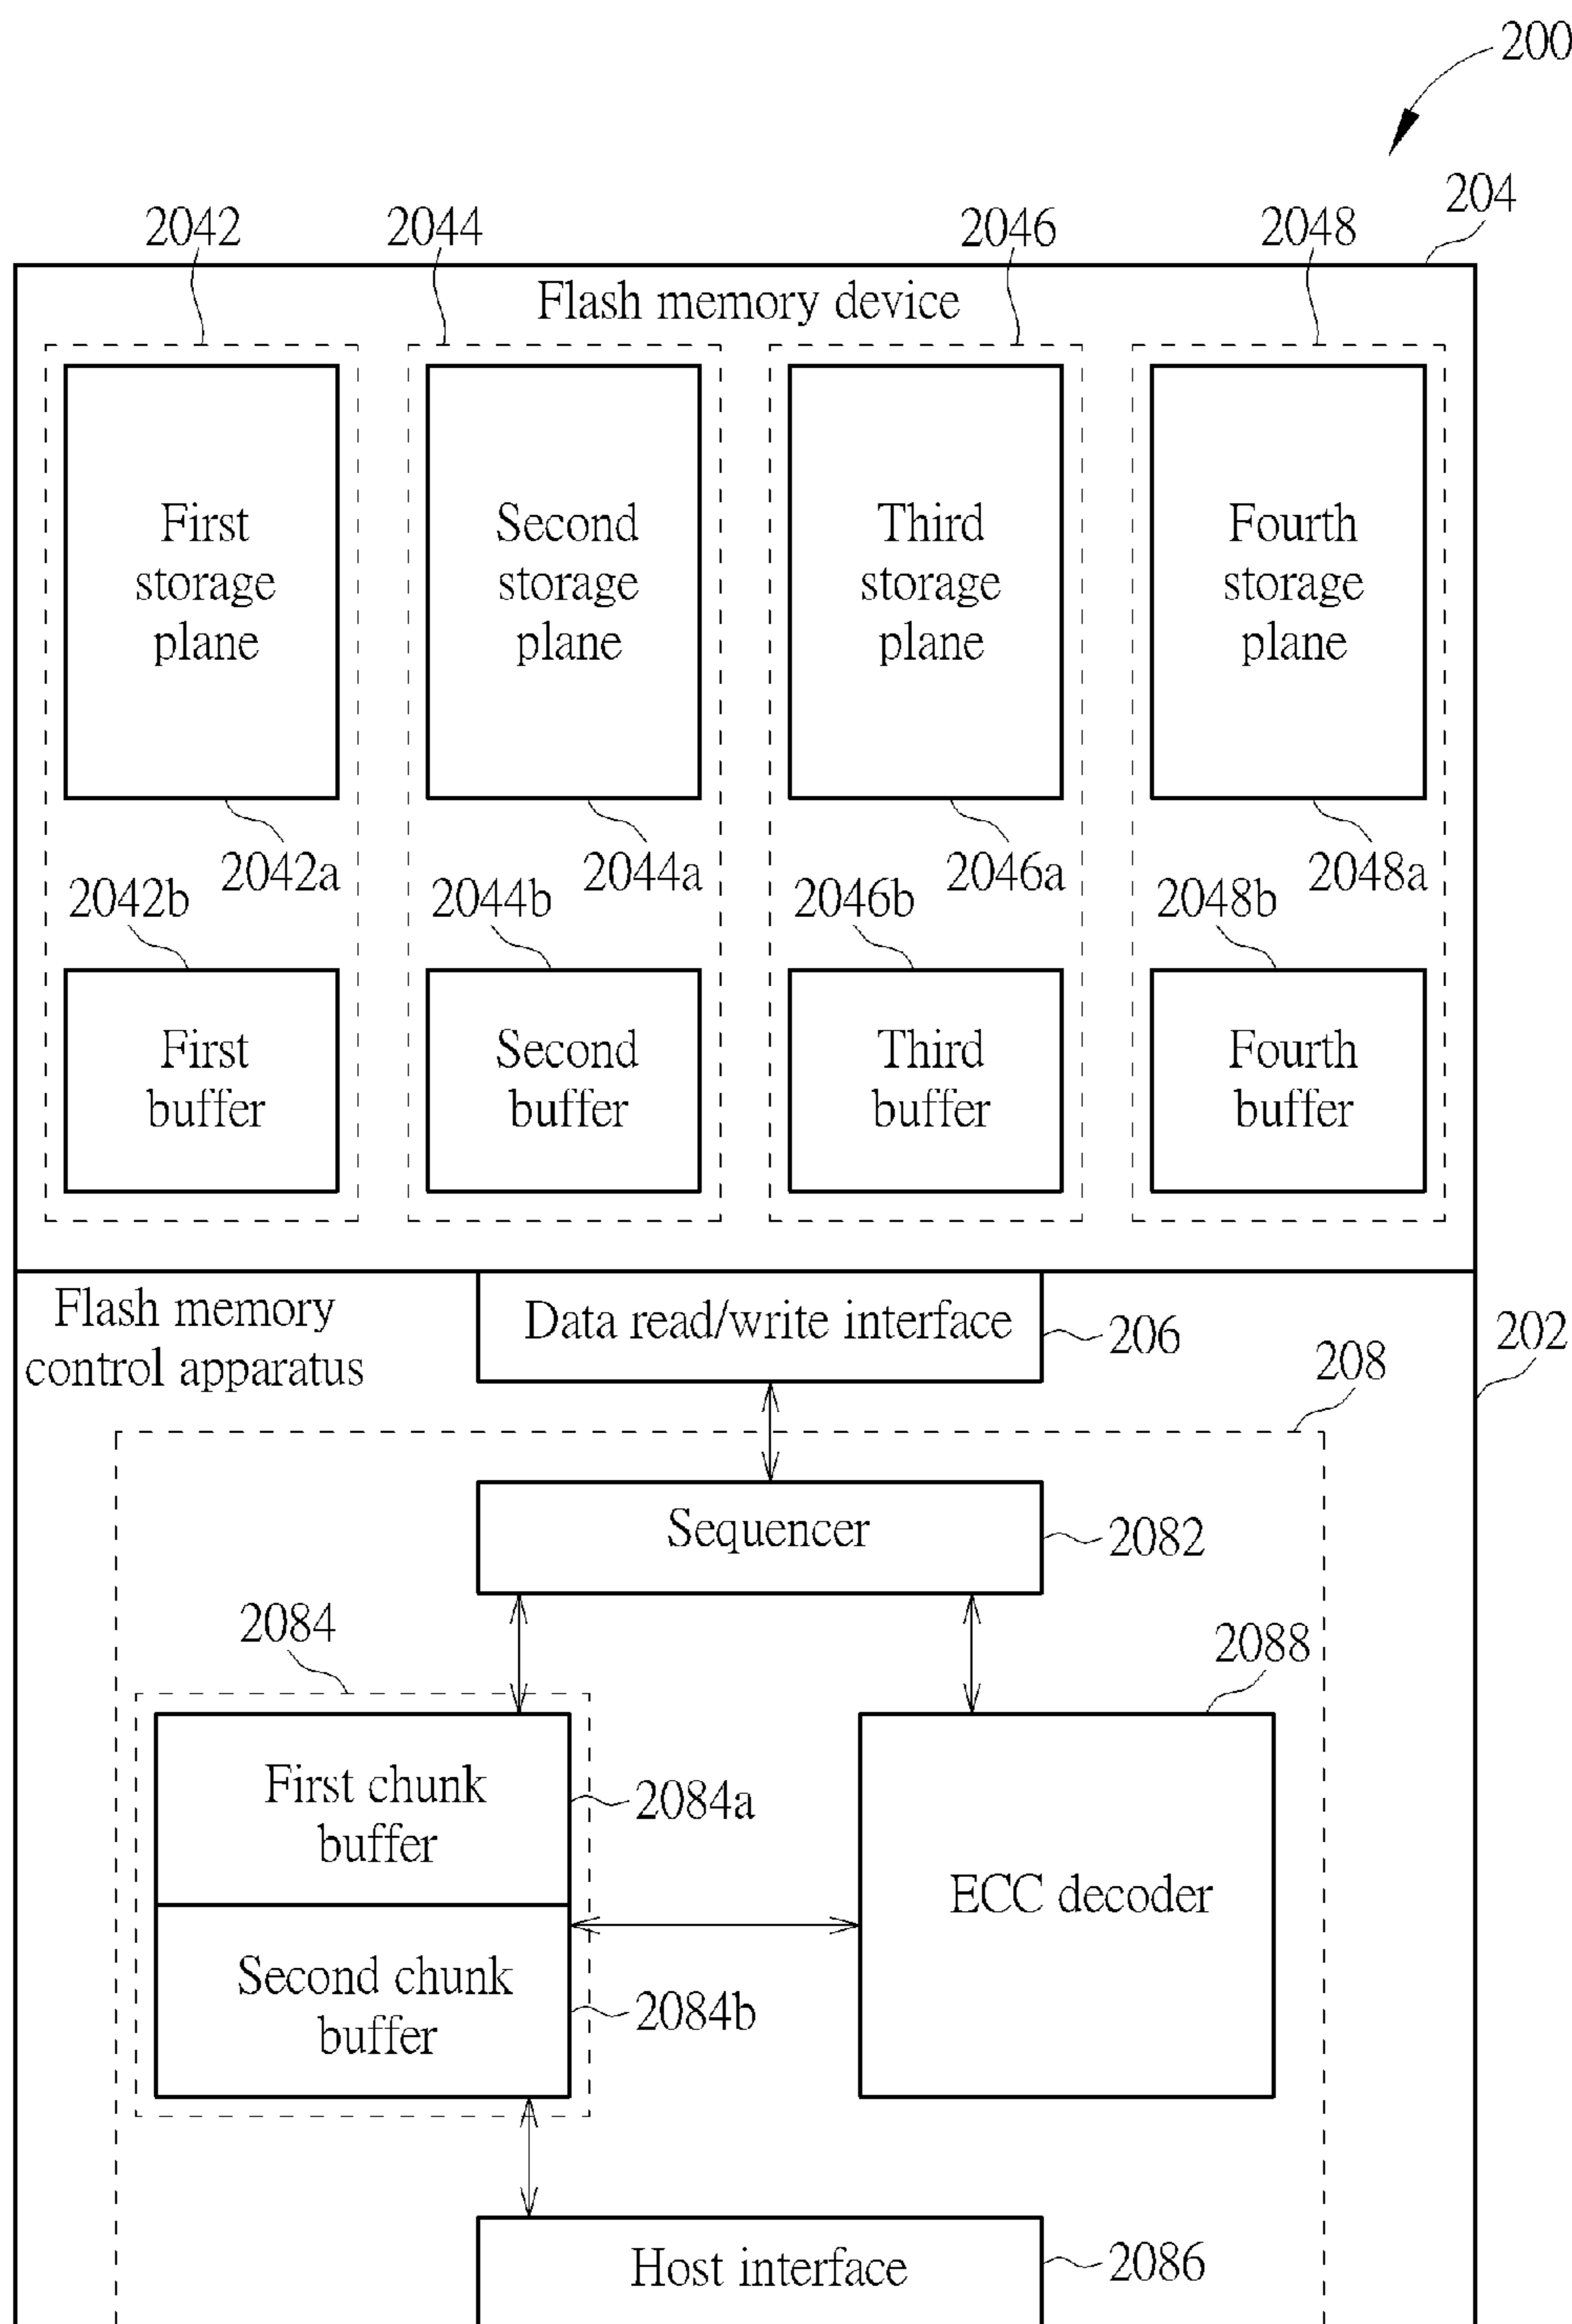 200
204
2042
2044
2046
2048
Flash memory device
First
storage
plane
Second
storage
plane
Third
storage
plane
Fourth
storage
plane
2042a
2044a
2046a
2048a
2042b
2044b
2046b
2048b
First
buffer
Second
buffer
Third
buffer
Fourth
buffer
Flash memory
control apparatus
Data read/write interface
206
202
208
Sequencer
2082
2084
2088
First chunk
buffer
2084a
ECC decoder
Second chunk
buffer
2084b
Host interface
2086